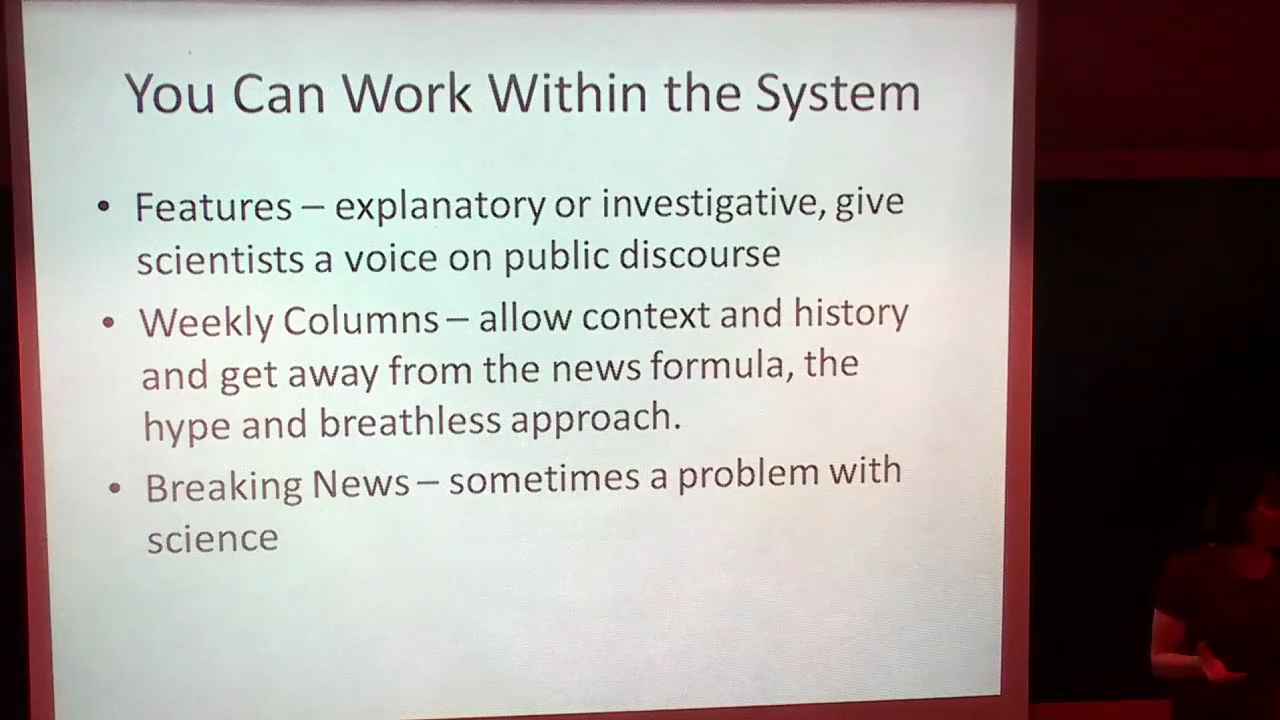 You Can Work Within the System
• Features – explanatory or investigative, give
scientists a voice on public discourse
• Weekly Columns – allow context and history
and get away from the news formula, the
hype and breathless approach.
• Breaking News – sometimes a problem with
science